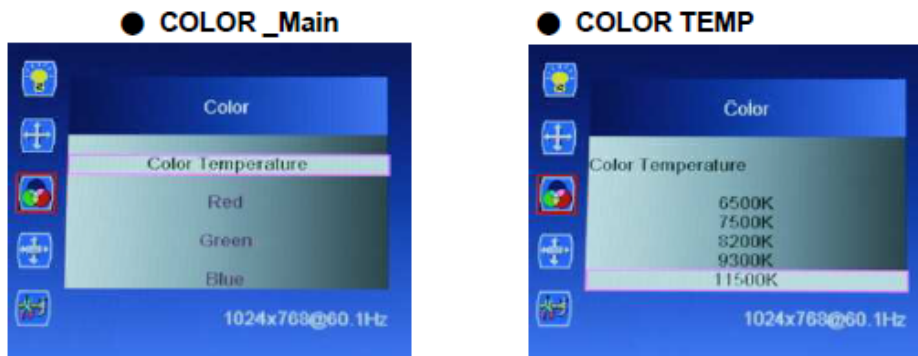 ● COLOR _Main
Color
Color Temperature
Red
Green
Blue
1024x768@60.1Hz
● COLOR TEMP
Color
Color Temperature
6500K
7500K
8200K
9300K
11500K
1024x768@60.1Hz